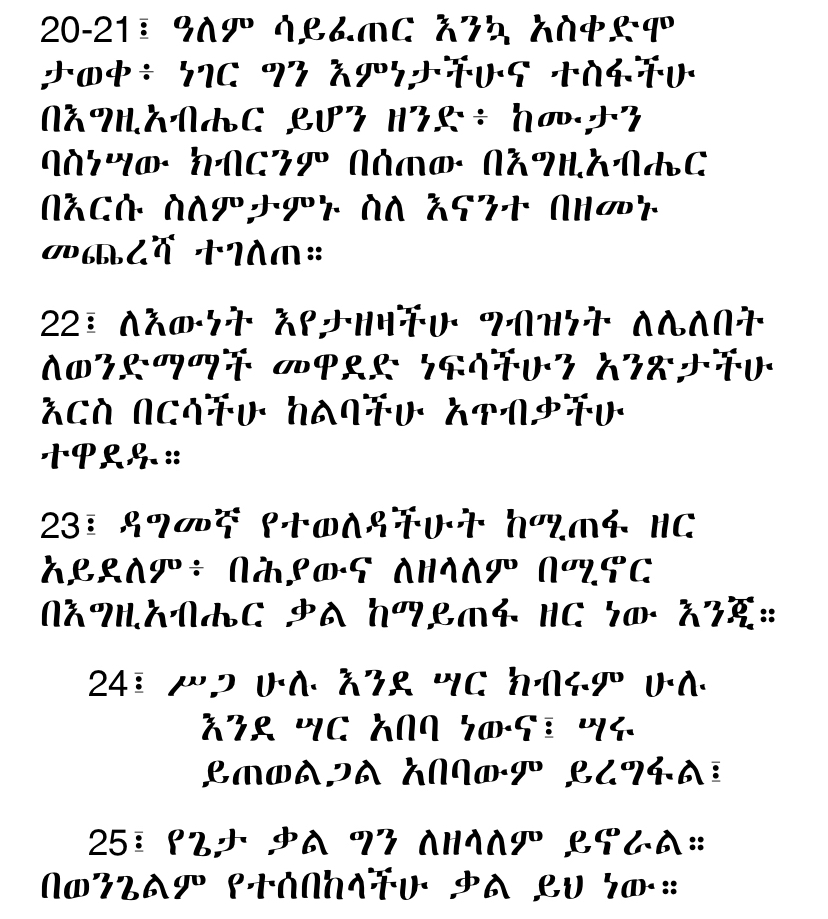 20-21፤ ዓለም ሳይፈጠር እንኳ አስቀድሞ
ታወቀ፥ ነገር ግን እምነታችሁና ተስፋችሁ
በእግዚአብሔር ይሆን ዘንድ፥ ከሙታን
ባስነሣው ክብርንም በሰጠው በእግዚአብሔር
በእርሱ ስለምታምኑ ስለ እናንተ በዘመኑ
መጨረሻ ተገለጠ።
22፤ ለእውነት እየታዘዛችሁ ግብዝነት ለሌለበት
ለወንድማማች መዋደድ ነፍሳችሁን አንጽታችሁ
እርስ በርሳችሁ ከልባችሁ አጥብቃችሁ
ተዋደዱ።
23፤ ዳግመኛ የተወለዳችሁት ከሚጠፋ ዘር
አይደለም፥ በሕያውና ለዘላለም በሚኖር
በእግዚአብሔር ቃል ከማይጠፋ ዘር ነው እንጂ።
24፤ ሥጋ ሁሉ እንደ ሣር ክብሩም ሁሉ
እንደ ሣር አበባ ነውና፤ ሣሩ
ይጠወልጋል አበባውም ይረግፋል፤
25፤ የጌታ ቃል ግን ለዘላለም ይኖራል።
በወንጌልም የተሰበከላችሁ ቃል ይህ ነው።